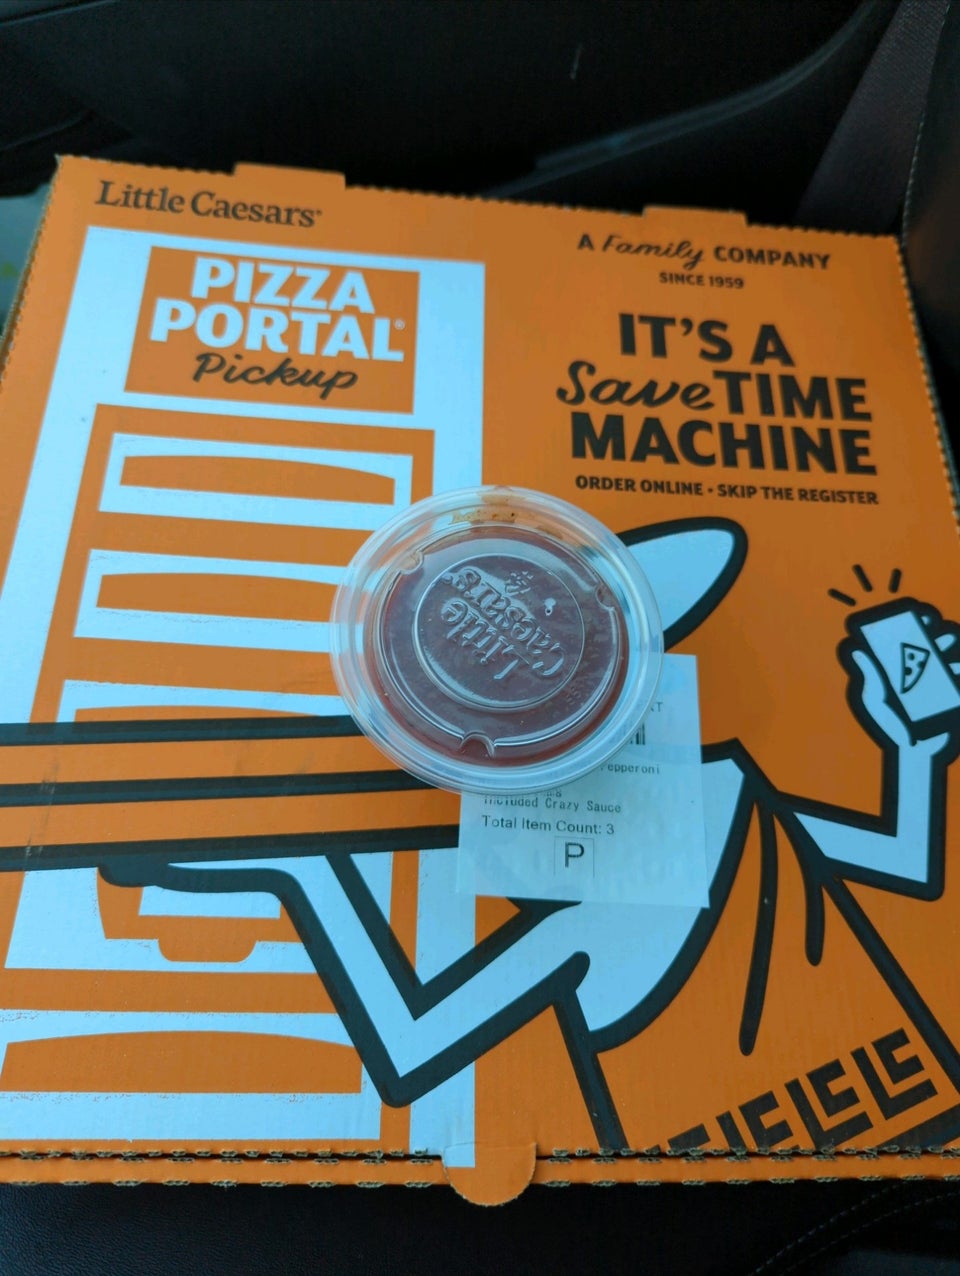 Little Caesars®
PIZZA
PORTAL®
Pickup
A Family COMPANY
SINCE 1959
IT'S A
Save TIME
MACHINE
ORDER ONLINE • SKIP THE REGISTER
Little
Caesars®
Included Crazy Sauce
Total Item Count: 3
P